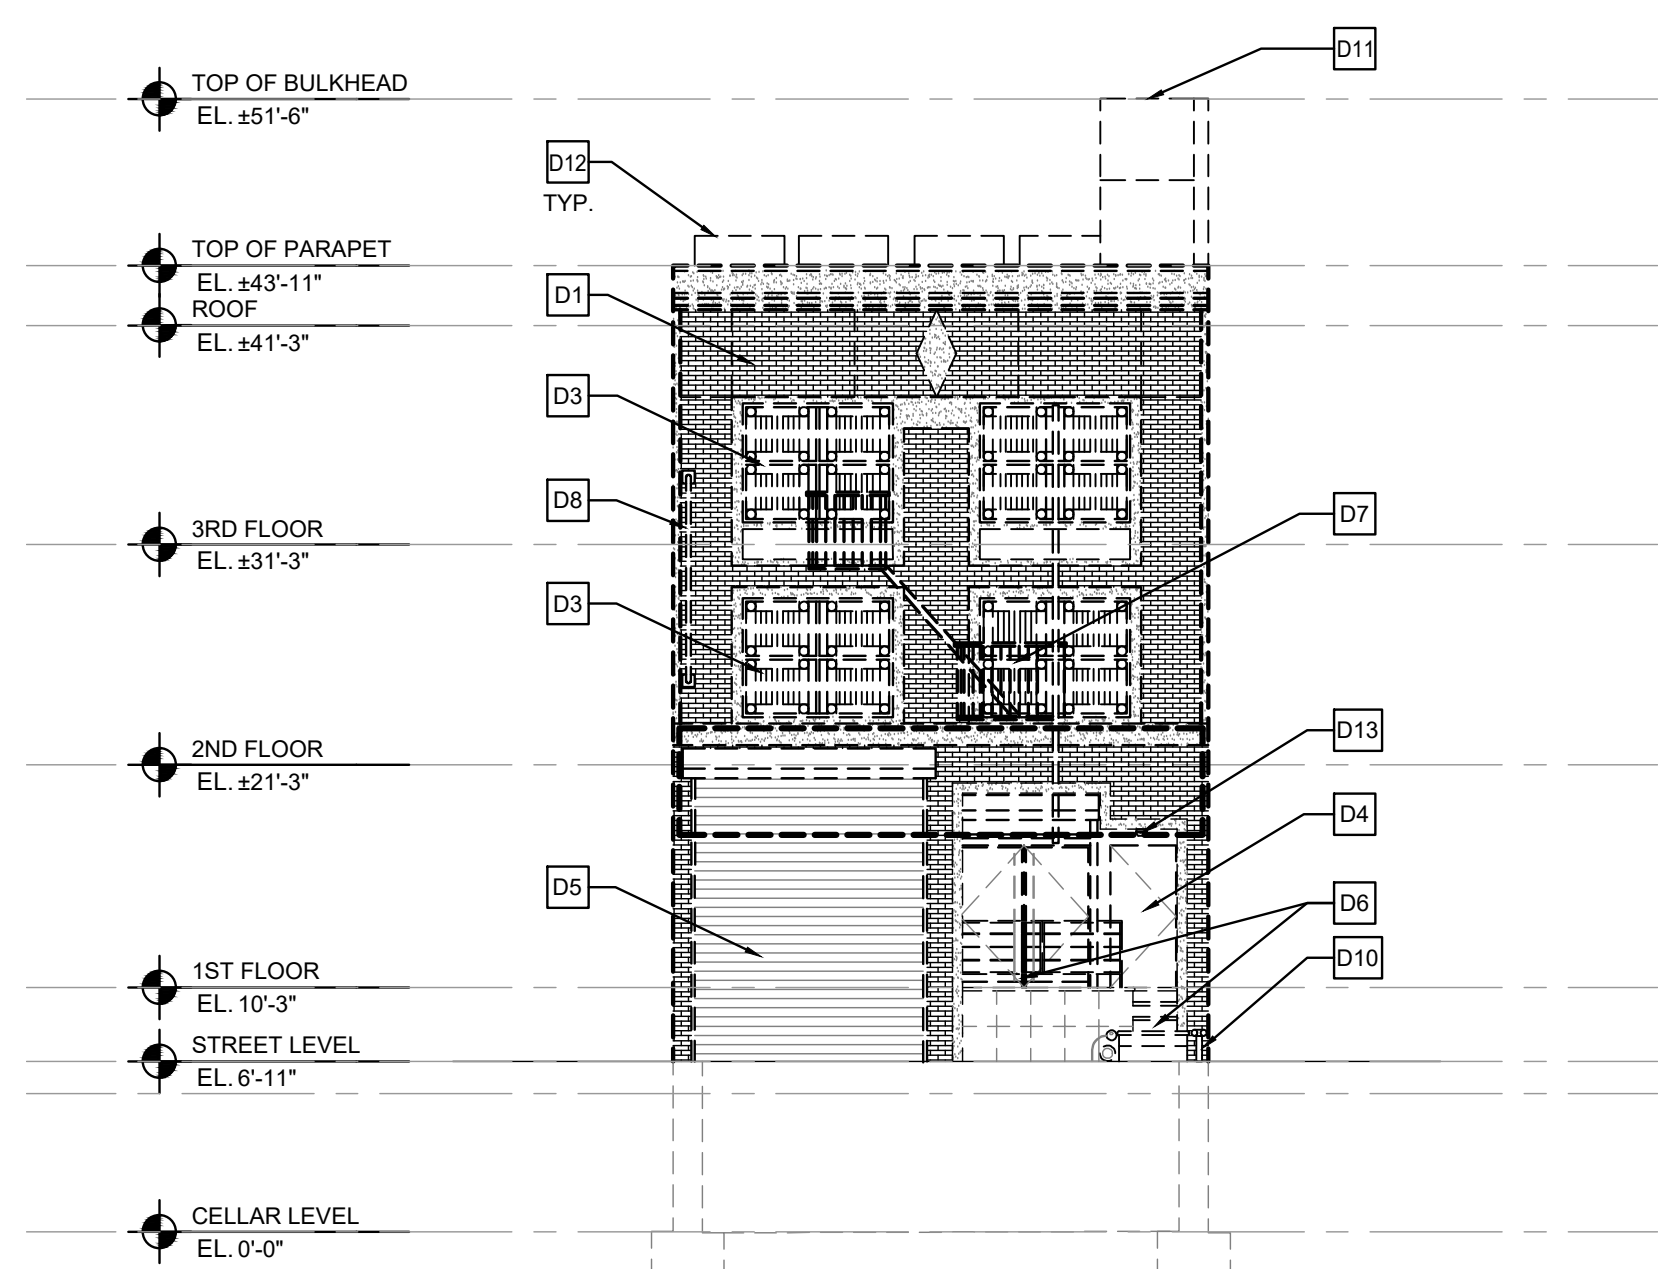 D11
TOP OF BULKHEAD
EL. ±51'-6"
D12
TYP.
TOP OF PARAPET
EL. ±43'-11"
D1
ROOF
EL. ±41'-3"
D3
D8
D7
3RD FLOOR
EL. ±31'-3"
D3
D13
2ND FLOOR
EL. ±21'-3"
D4
D5
D6
D10
1ST FLOOR
EL. 10'-3"
STREET LEVEL
EL. 6'-11"
CELLAR LEVEL
EL. 0'-0"